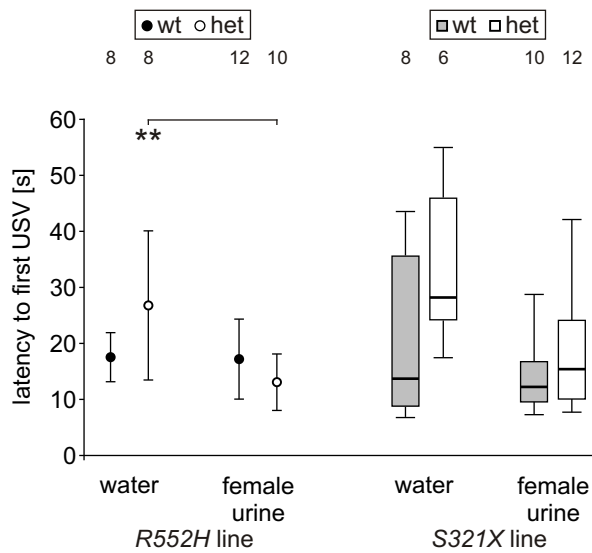 wt het wt het
8 8 12 10 8 6 10 12
**
latency to first USV [s]
60
50
40
30
20
10
0
water female urine water female urine
R552H line S321X line